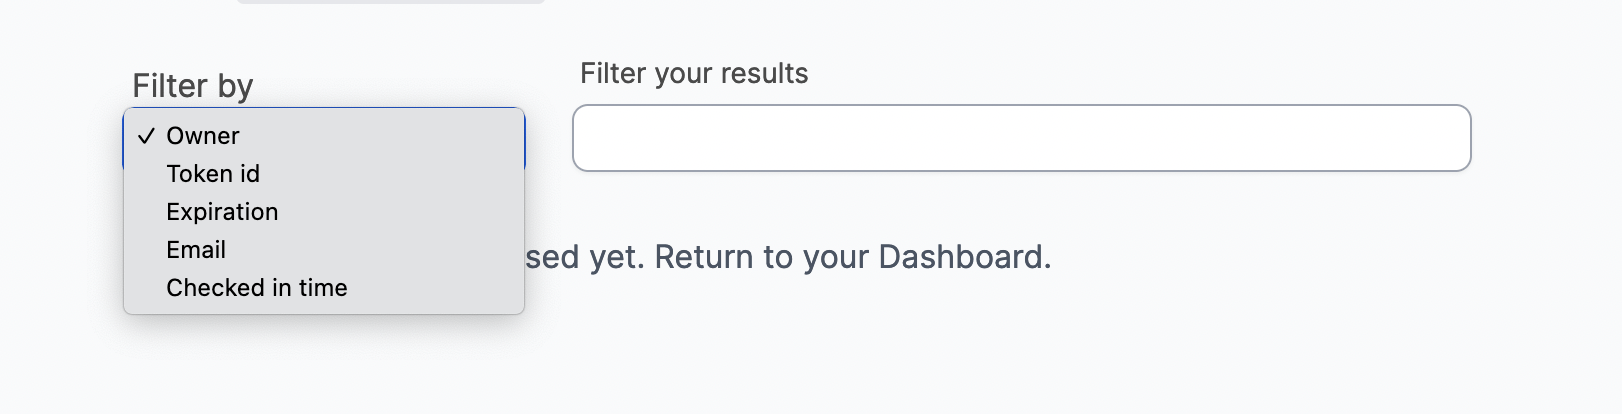 Filter by
Filter your results
✓ Owner
Token id
Expiration
Email
Checked in time
sed yet. Return to your Dashboard.